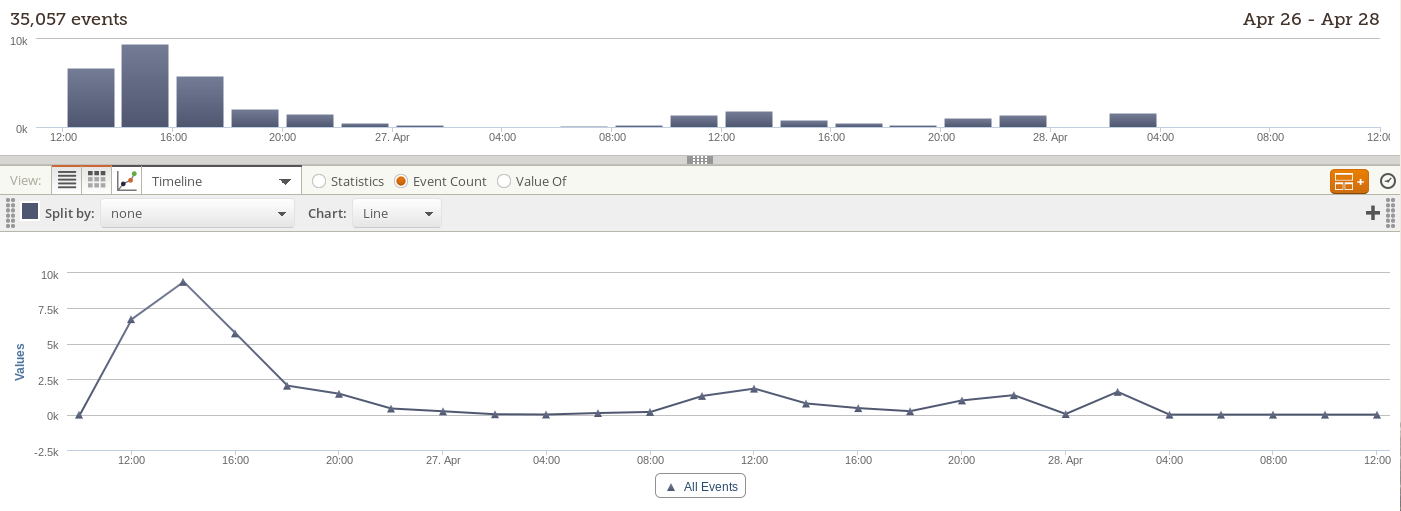 35,057 events Apr 26 - Apr 28
10k
0k
12:00 16:00 20:00 27. Apr 04:00 08:00 12:00 16:00 20:00 28. Apr 04:00 08:00 12:00
View: Timeline Statistics Event Count Value Of
Split by: none Chart: Line
10k
7.5k
5k
2.5k
0k
-2.5k
Values
12:00 16:00 20:00 27. Apr 04:00 08:00 12:00 16:00 20:00 28. Apr 04:00 08:00 12:00
All Events